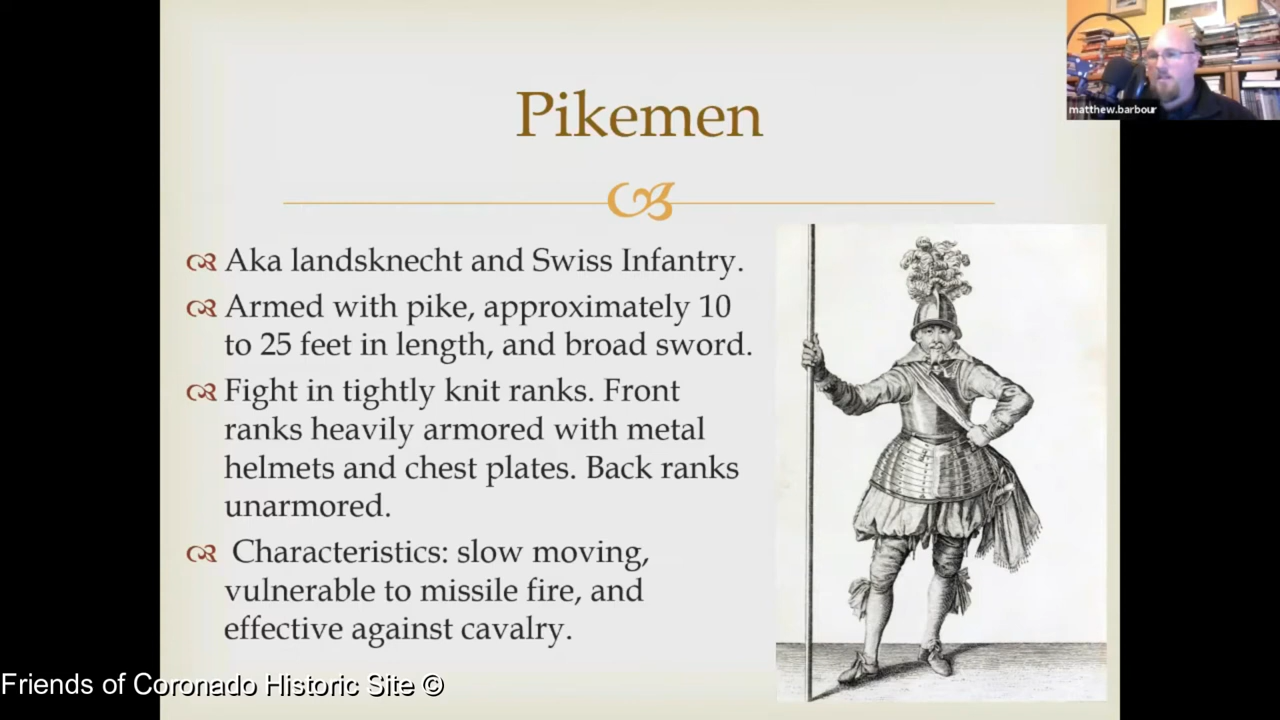 matthew.barbour
Pikemen
Aka landsknecht and Swiss Infantry.
Armed with pike, approximately 10
to 25 feet in length, and broad sword.
Fight in tightly knit ranks. Front
ranks heavily armored with metal
helmets and chest plates. Back ranks
unarmored.
Characteristics: slow moving,
vulnerable to missile fire, and
effective against cavalry.
Friends of Coronado Historic Site ©